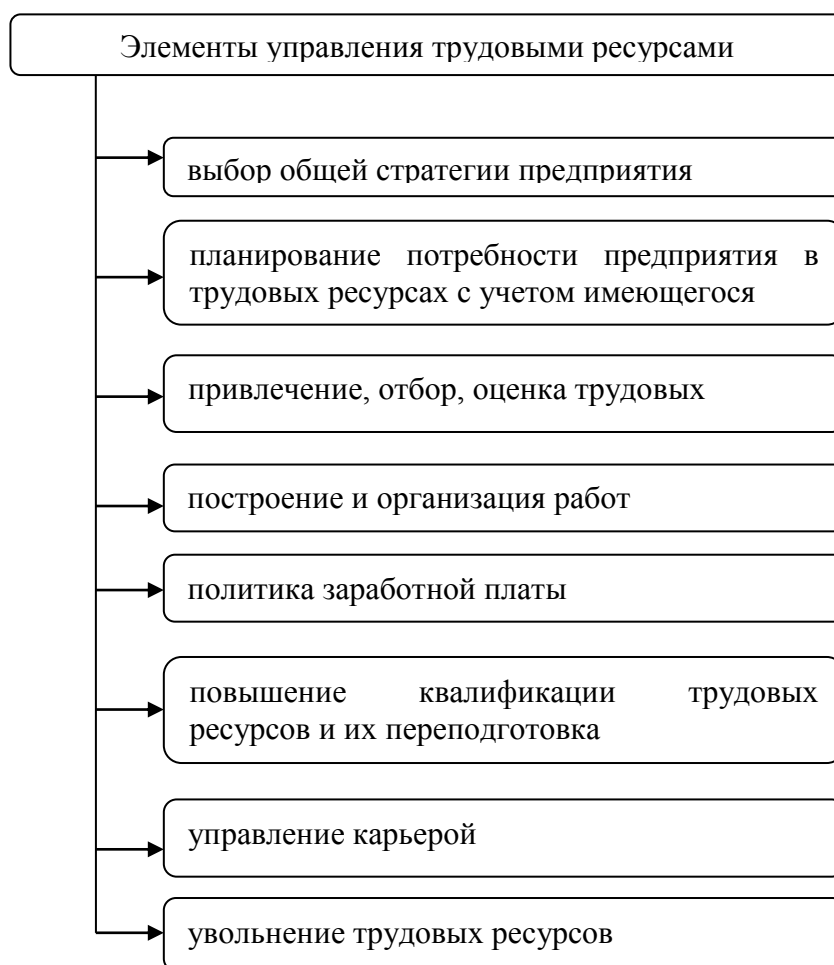 Элементы управления трудовыми ресурсами
выбор общей стратегии предприятия
планирование потребности предприятия в
трудовых ресурсах с учетом имеющегося
привлечение, отбор, оценка трудовых
построение и организация работ
политика заработной платы
повышение квалификации трудовых
ресурсов и их переподготовка
управление карьерой
увольнение трудовых ресурсов